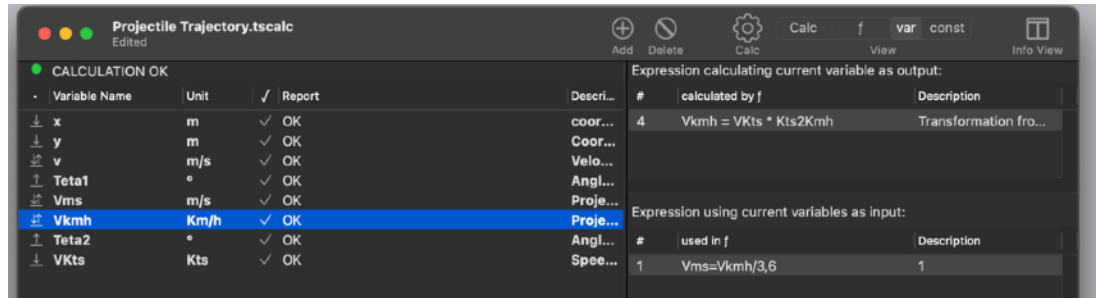 Projectile Trajectory.tscalc
Edited
Add Delete Calc
Calc ƒ var const
View
Info View
CALCULATION OK
Variable Name Unit √ Report Descri...
x m ✓ OK coor...
y m ✓ OK Coor...
v m/s ✓ OK Velo...
Teta1 º ✓ OK Angl...
Vms m/s ✓ OK Proje...
Vkmh Km/h ✓ OK Proje...
Teta2 º ✓ OK Angl...
VKts Kts ✓ OK Spee...
Expression calculating current variable as output:
# calculated by ƒ Description
4 Vkmh = VKts * Kts2Kmh Transformation fro...
Expression using current variables as input:
# used in ƒ Description
1 Vms=Vkmh/3,6 1